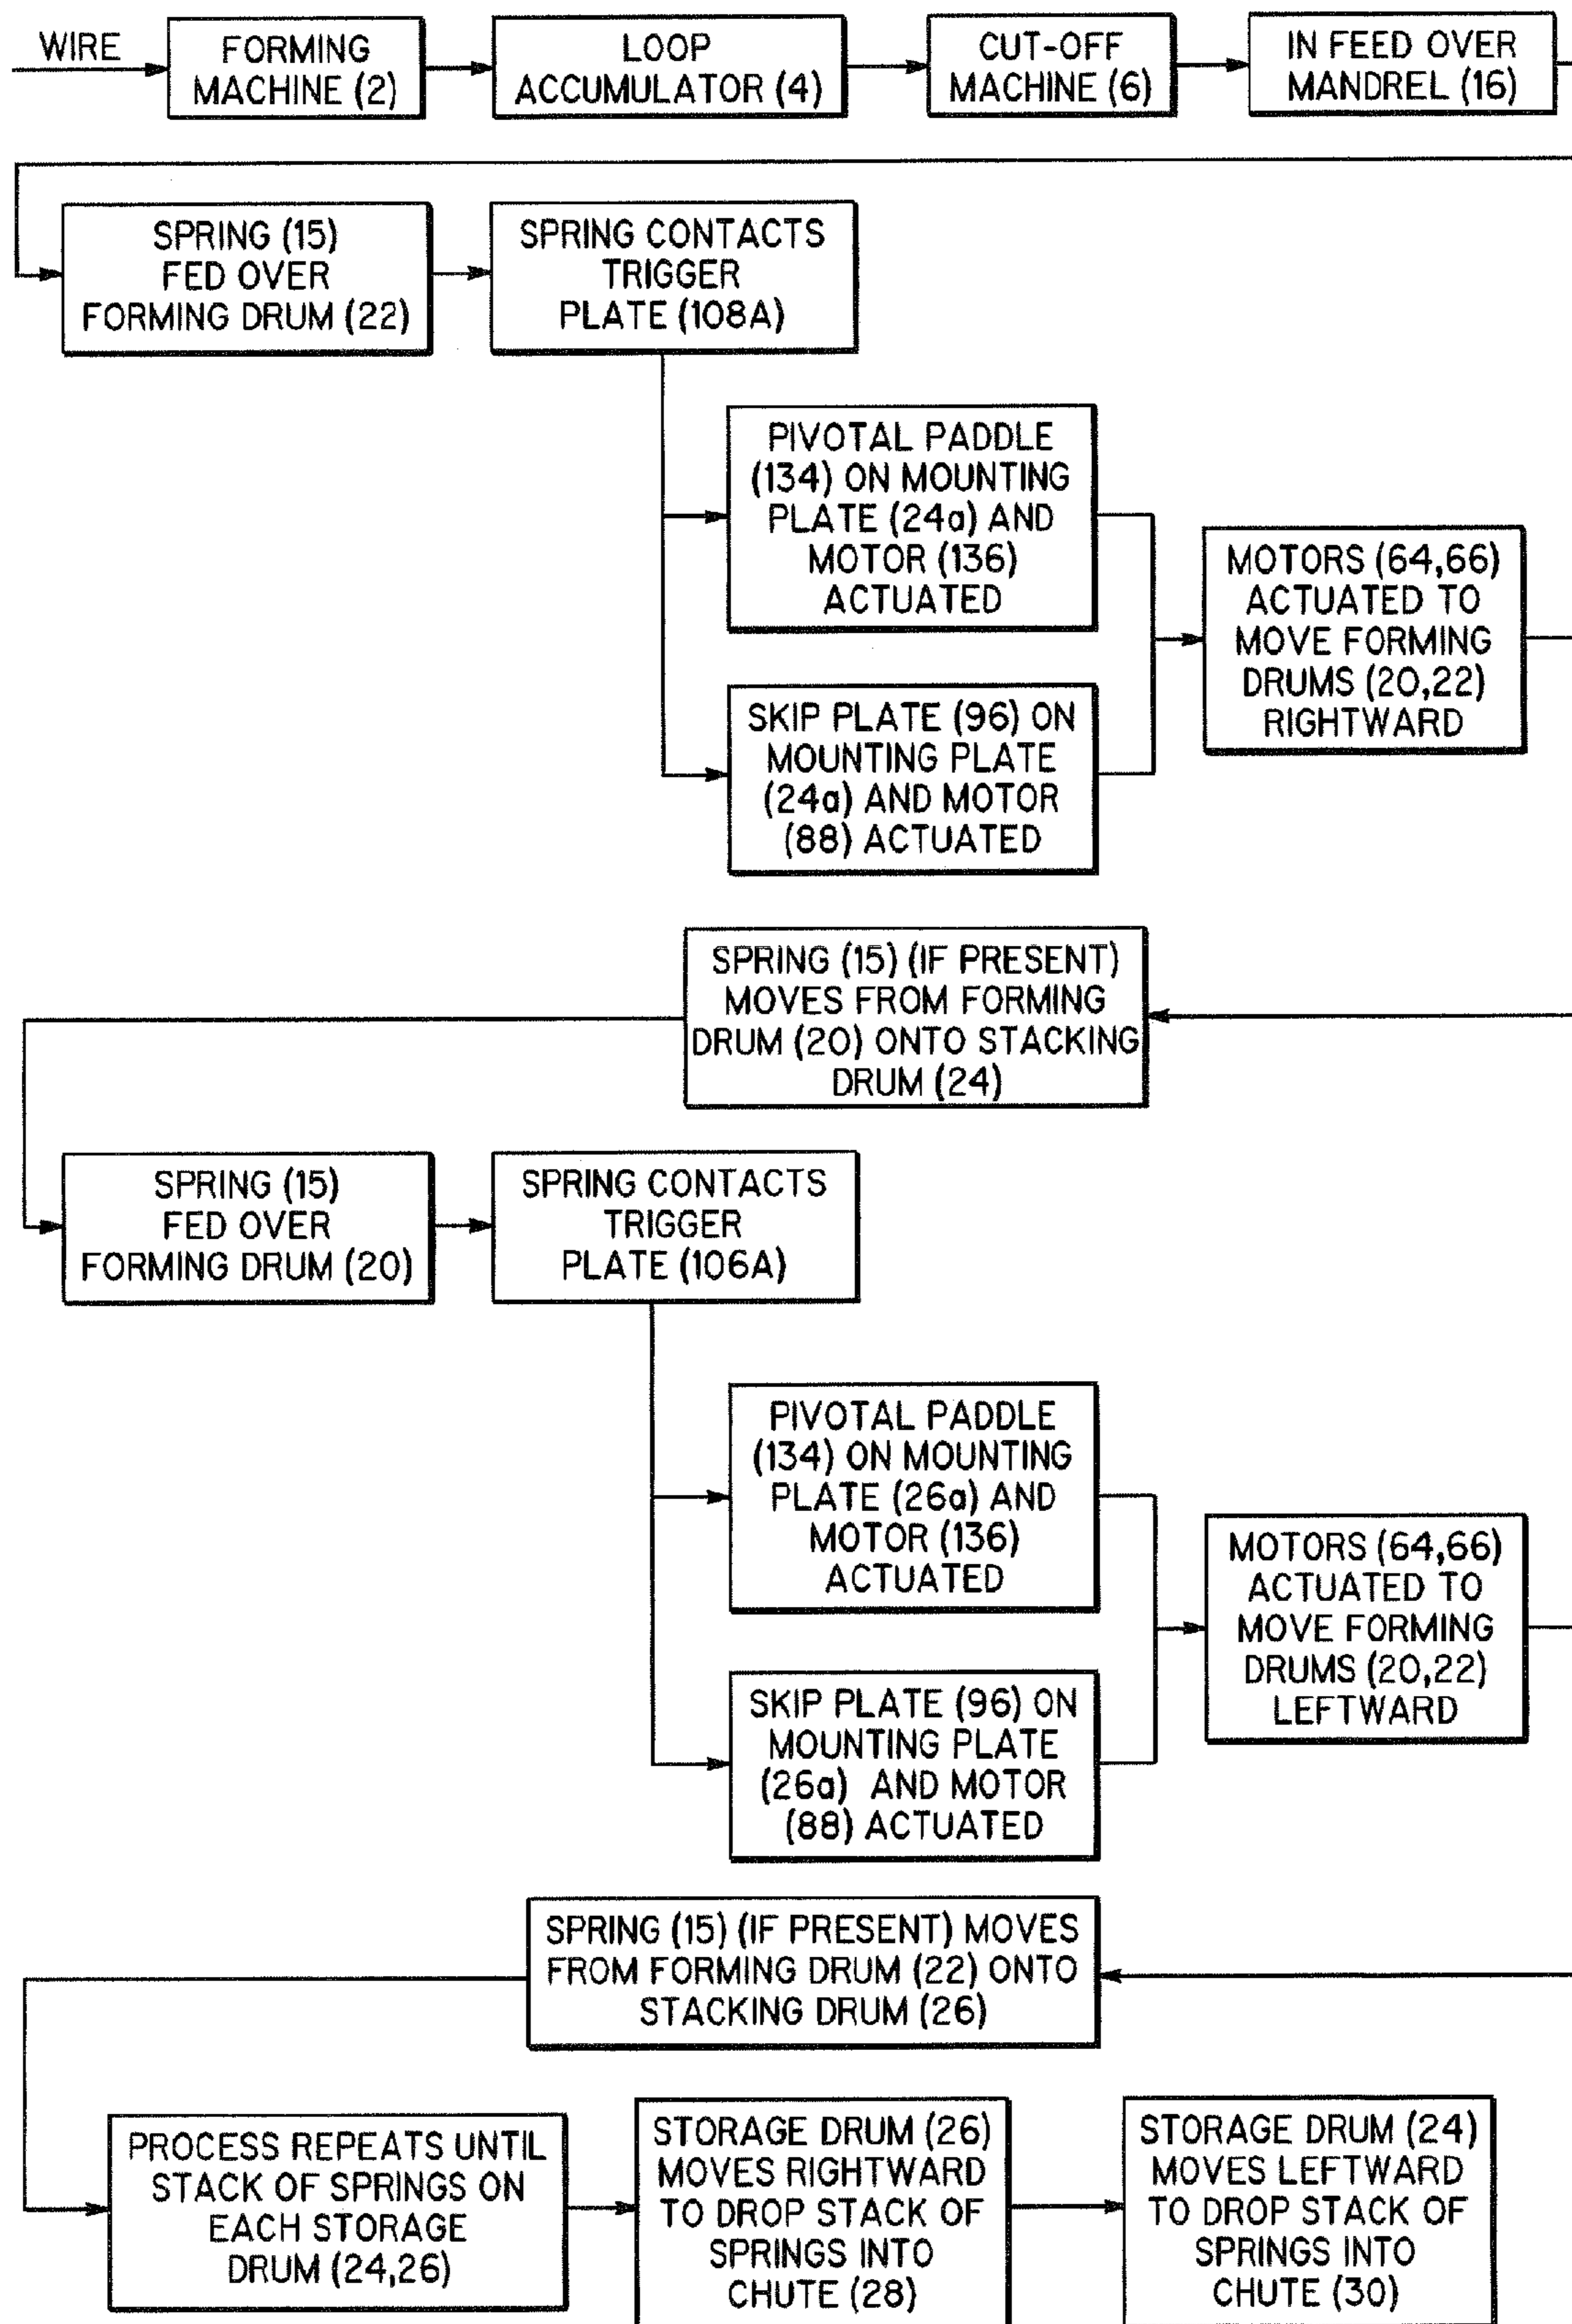 WIRE
FORMING
MACHINE (2)
LOOP
ACCUMULATOR (4)
CUT-OFF
MACHINE (6)
IN FEED OVER
MANDREL (16)
SPRING (15)
FED OVER
FORMING DRUM (22)
SPRING CONTACTS
TRIGGER
PLATE (108A)
PIVOTAL PADDLE
(134) ON MOUNTING
PLATE (24a) AND
MOTOR (136)
ACTUATED
SKIP PLATE (96) ON
MOUNTING PLATE
(24a) AND MOTOR
(88) ACTUATED
MOTORS (64,66)
ACTUATED TO
MOVE FORMING
DRUMS (20,22)
RIGHTWARD
SPRING (15) (IF PRESENT)
MOVES FROM FORMING
DRUM (20) ONTO STACKING
DRUM (24)
SPRING (15)
FED OVER
FORMING DRUM (20)
SPRING CONTACTS
TRIGGER
PLATE (106A)
PIVOTAL PADDLE
(134) ON MOUNTING
PLATE (26a) AND
MOTOR (136)
ACTUATED
SKIP PLATE (96) ON
MOUNTING PLATE
(26a) AND MOTOR
(88) ACTUATED
MOTORS (64,66)
ACTUATED TO
MOVE FORMING
DRUMS (20,22)
LEFTWARD
SPRING (15) (IF PRESENT) MOVES
FROM FORMING DRUM (22) ONTO
STACKING DRUM (26)
PROCESS REPEATS UNTIL
STACK OF SPRINGS ON
EACH STORAGE
DRUM (24,26)
STORAGE DRUM (26)
MOVES RIGHTWARD
TO DROP STACK OF
SPRINGS INTO
CHUTE (28)
STORAGE DRUM (24)
MOVES LEFTWARD
TO DROP STACK OF
SPRINGS INTO
CHUTE (30)